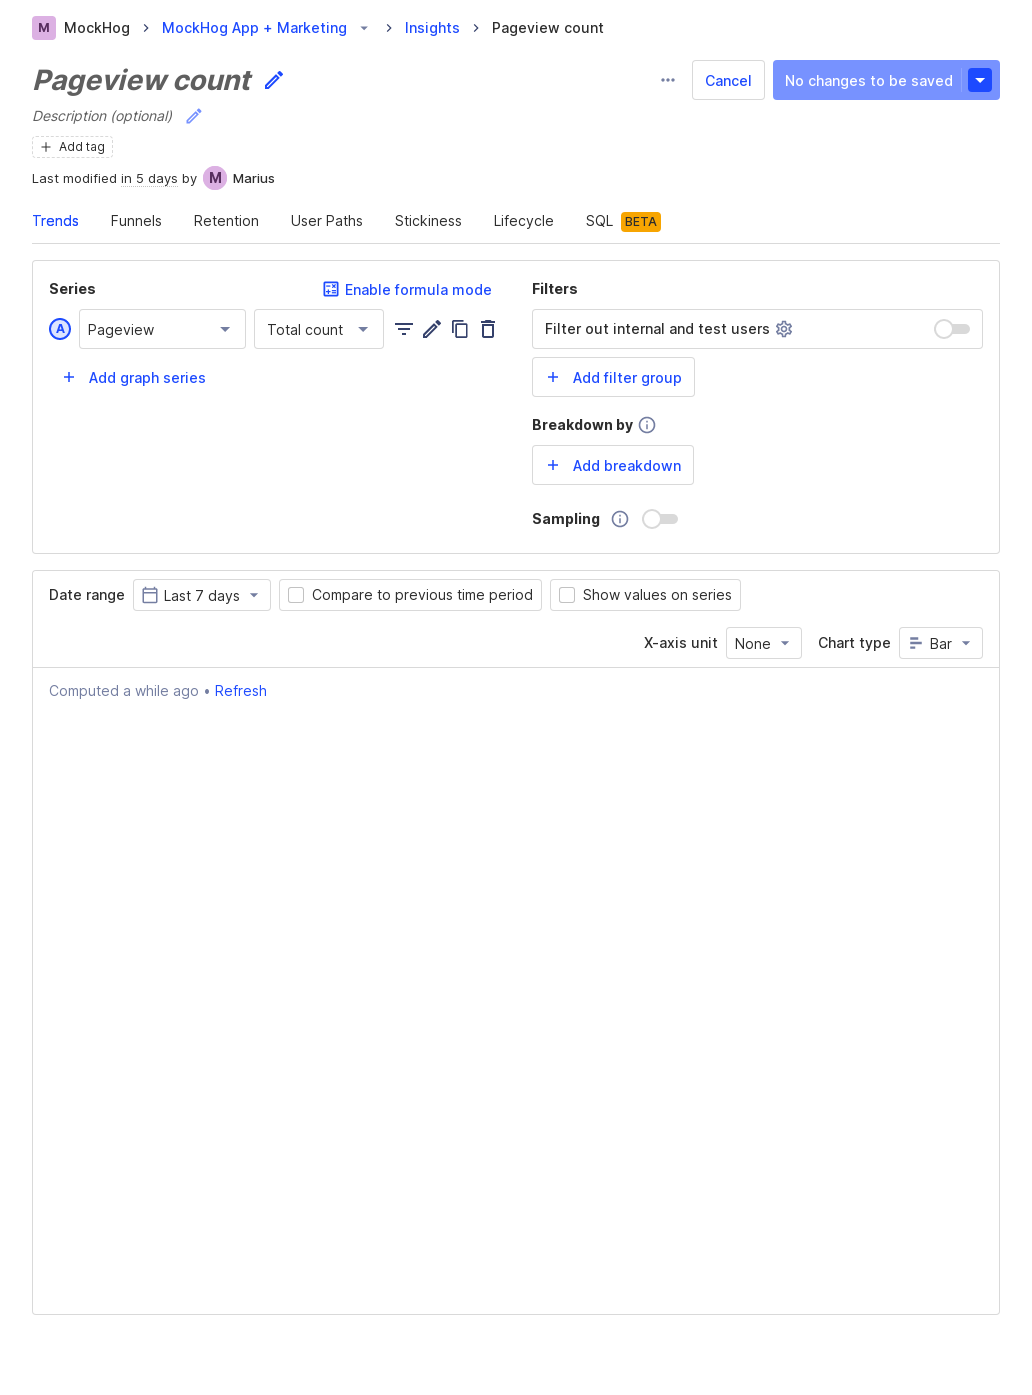 M MockHog MockHog App + Marketing Insights Pageview count
Pageview count
Cancel No changes to be saved
Description (optional)
Add tag
Last modified in 5 days by M Marius
Trends Funnels Retention User Paths Stickiness Lifecycle SQL BETA
Series Enable formula mode
A Pageview Total count
Add graph series
Filters
Filter out internal and test users
Add filter group
Breakdown by
Add breakdown
Sampling
Date range Last 7 days Compare to previous time period Show values on series
X-axis unit None Chart type Bar
Computed a while ago • Refresh